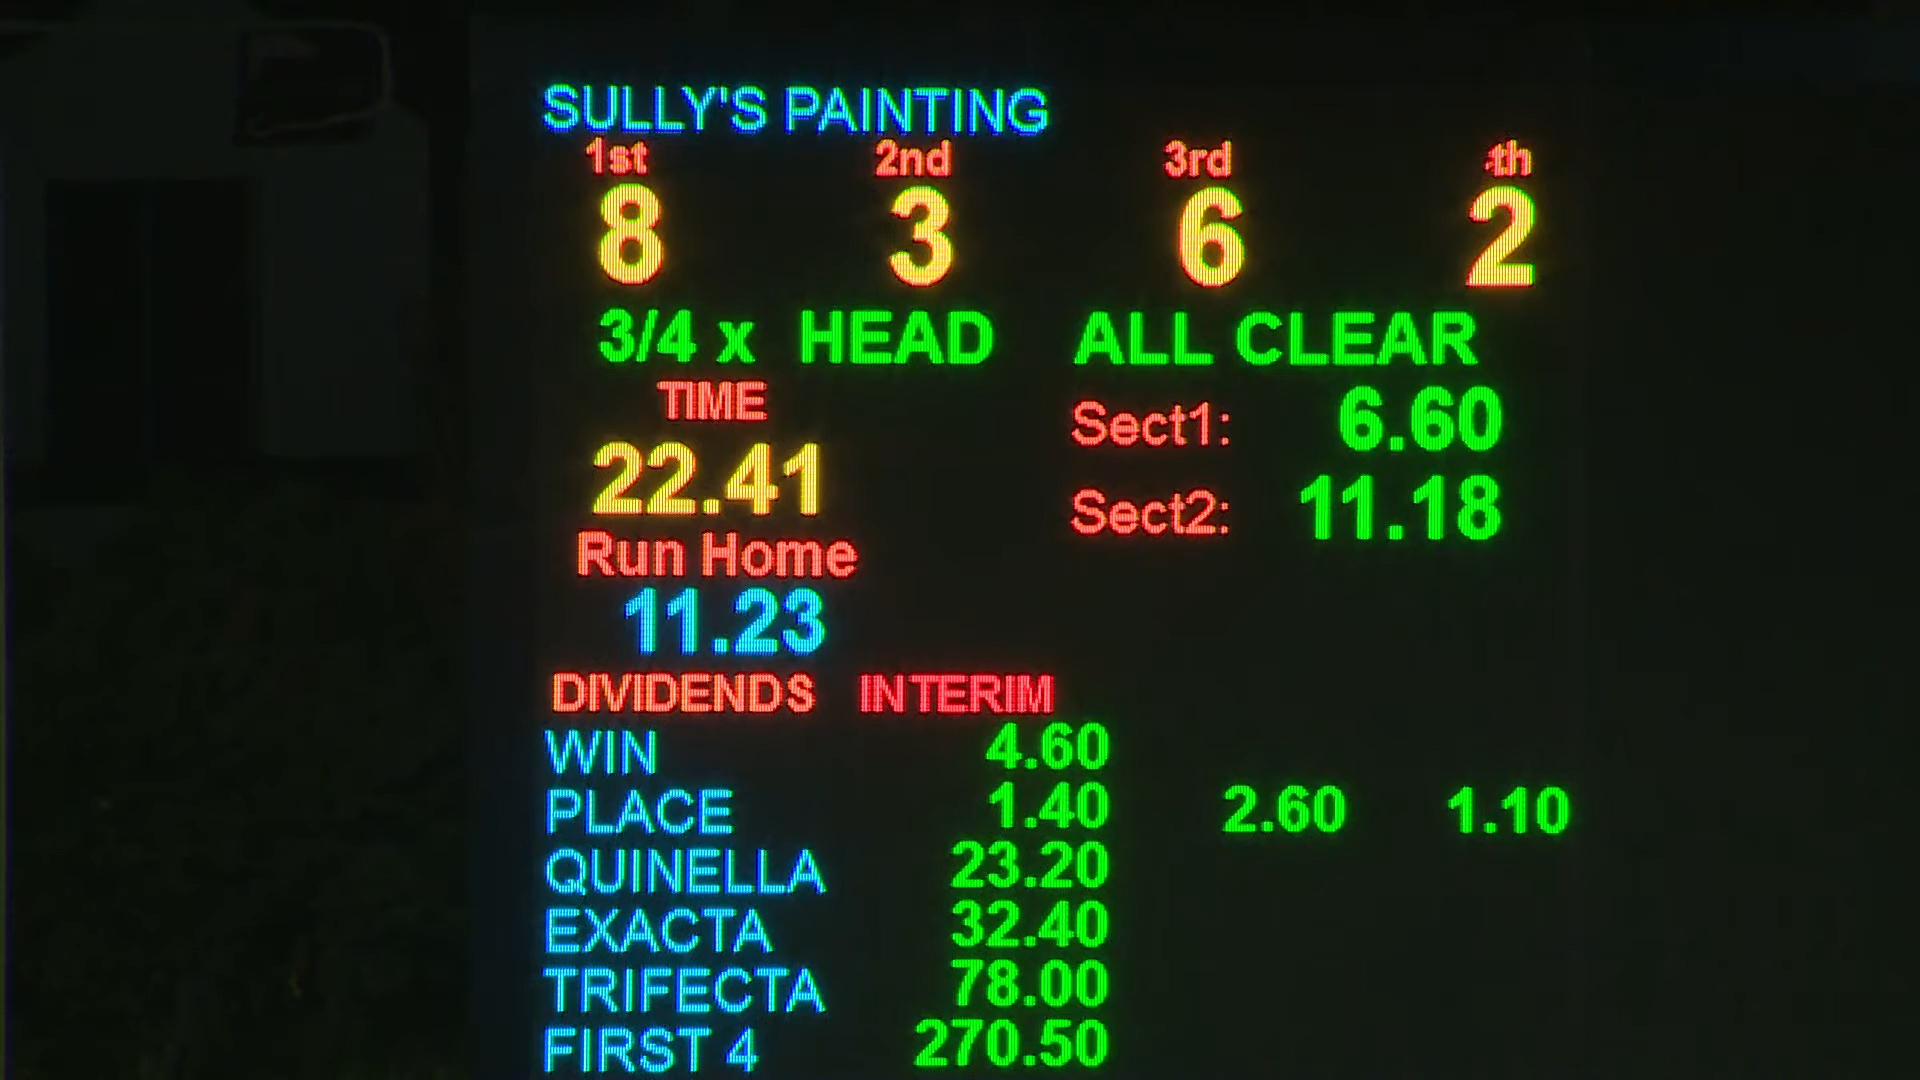 SULLY'S PAINTING
1st 2nd 3rd 4th
8 3 6 2
3/4 x HEAD ALL CLEAR
TIME Sect1: 6.60
22.41 Sect2: 11.18
Run Home
11.23
DIVIDENDS INTERIM
WIN 4.60
PLACE 1.40 2.60 1.10
QUINELLA 23.20
EXACTA 32.40
TRIFECTA 78.00
FIRST 4 270.50